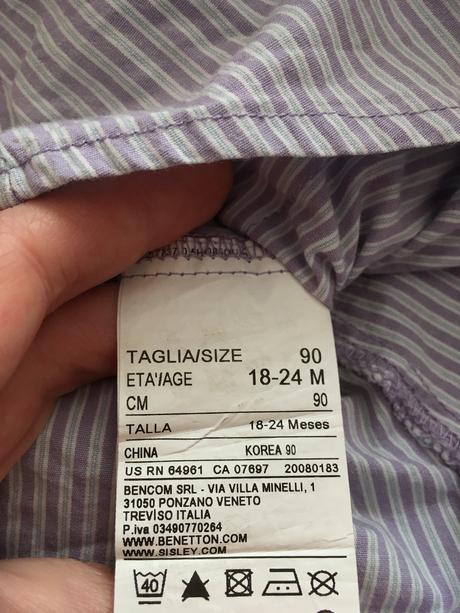 TAGLIA/SIZE 90
ETA'/AGE 18-24 M
CM 90
TALLA 18-24 Meses
CHINA KOREA 90
US RN 64961 CA 07697 20080183
BENCOM SRL - VIA VILLA MINELLI, 1
31050 PONZANO VENETO
TREVISO ITALIA
P.iva 03490770264
WWW.BENETTON.COM
WWW.SISLEY.COM
40